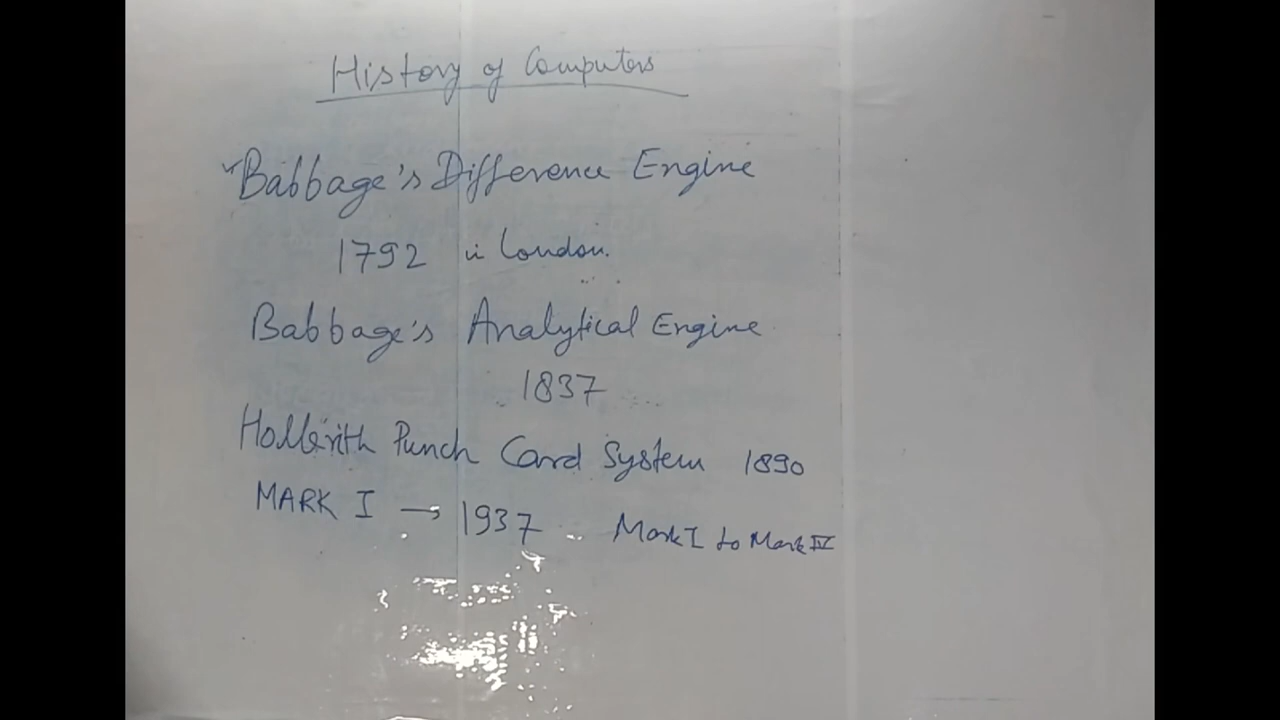 History of Computers
Babbage's Difference Engine
1792 in London.
Babbage's Analytical Engine
1837
Hollerith Punch Card System 1890
MARK I → 1937 Mark I to Mark IV